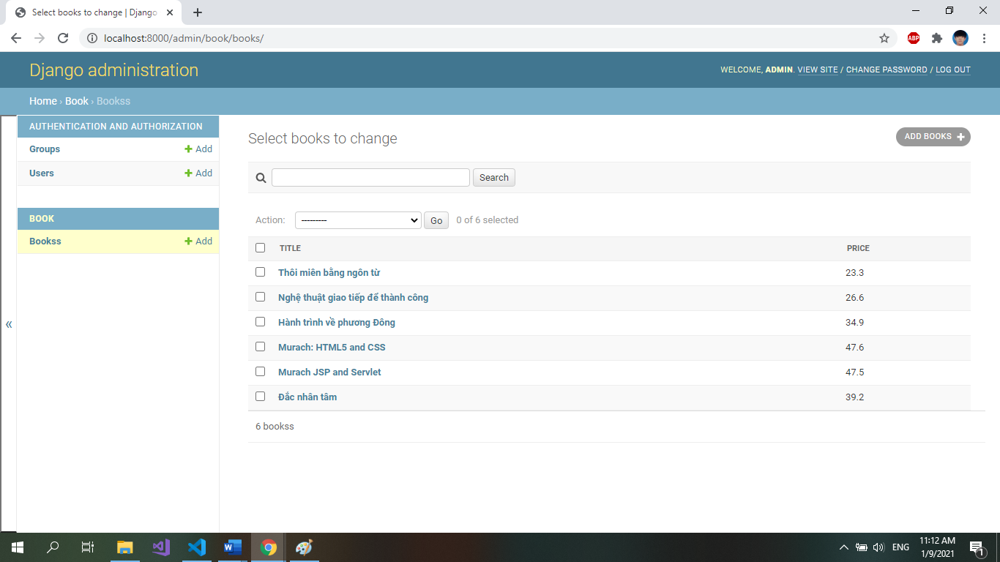 Select books to change | Django
localhost:8000/admin/book/books/
ABP
Django administration
WELCOME, ADMIN. VIEW SITE / CHANGE PASSWORD / LOG OUT
Home › Book › Bookss
AUTHENTICATION AND AUTHORIZATION
Groups + Add
Users + Add
BOOK
Bookss + Add
«
Select books to change
ADD BOOKS +
Search
Action: --------- Go 0 of 6 selected
TITLE PRICE
Thôi miên bằng ngôn từ 23.3
Nghệ thuật giao tiếp để thành công 26.6
Hành trình về phương Đông 34.9
Murach: HTML5 and CSS 47.6
Murach JSP and Servlet 47.5
Đắc nhân tâm 39.2
6 bookss
W
ENG
11:12 AM
1/9/2021
1